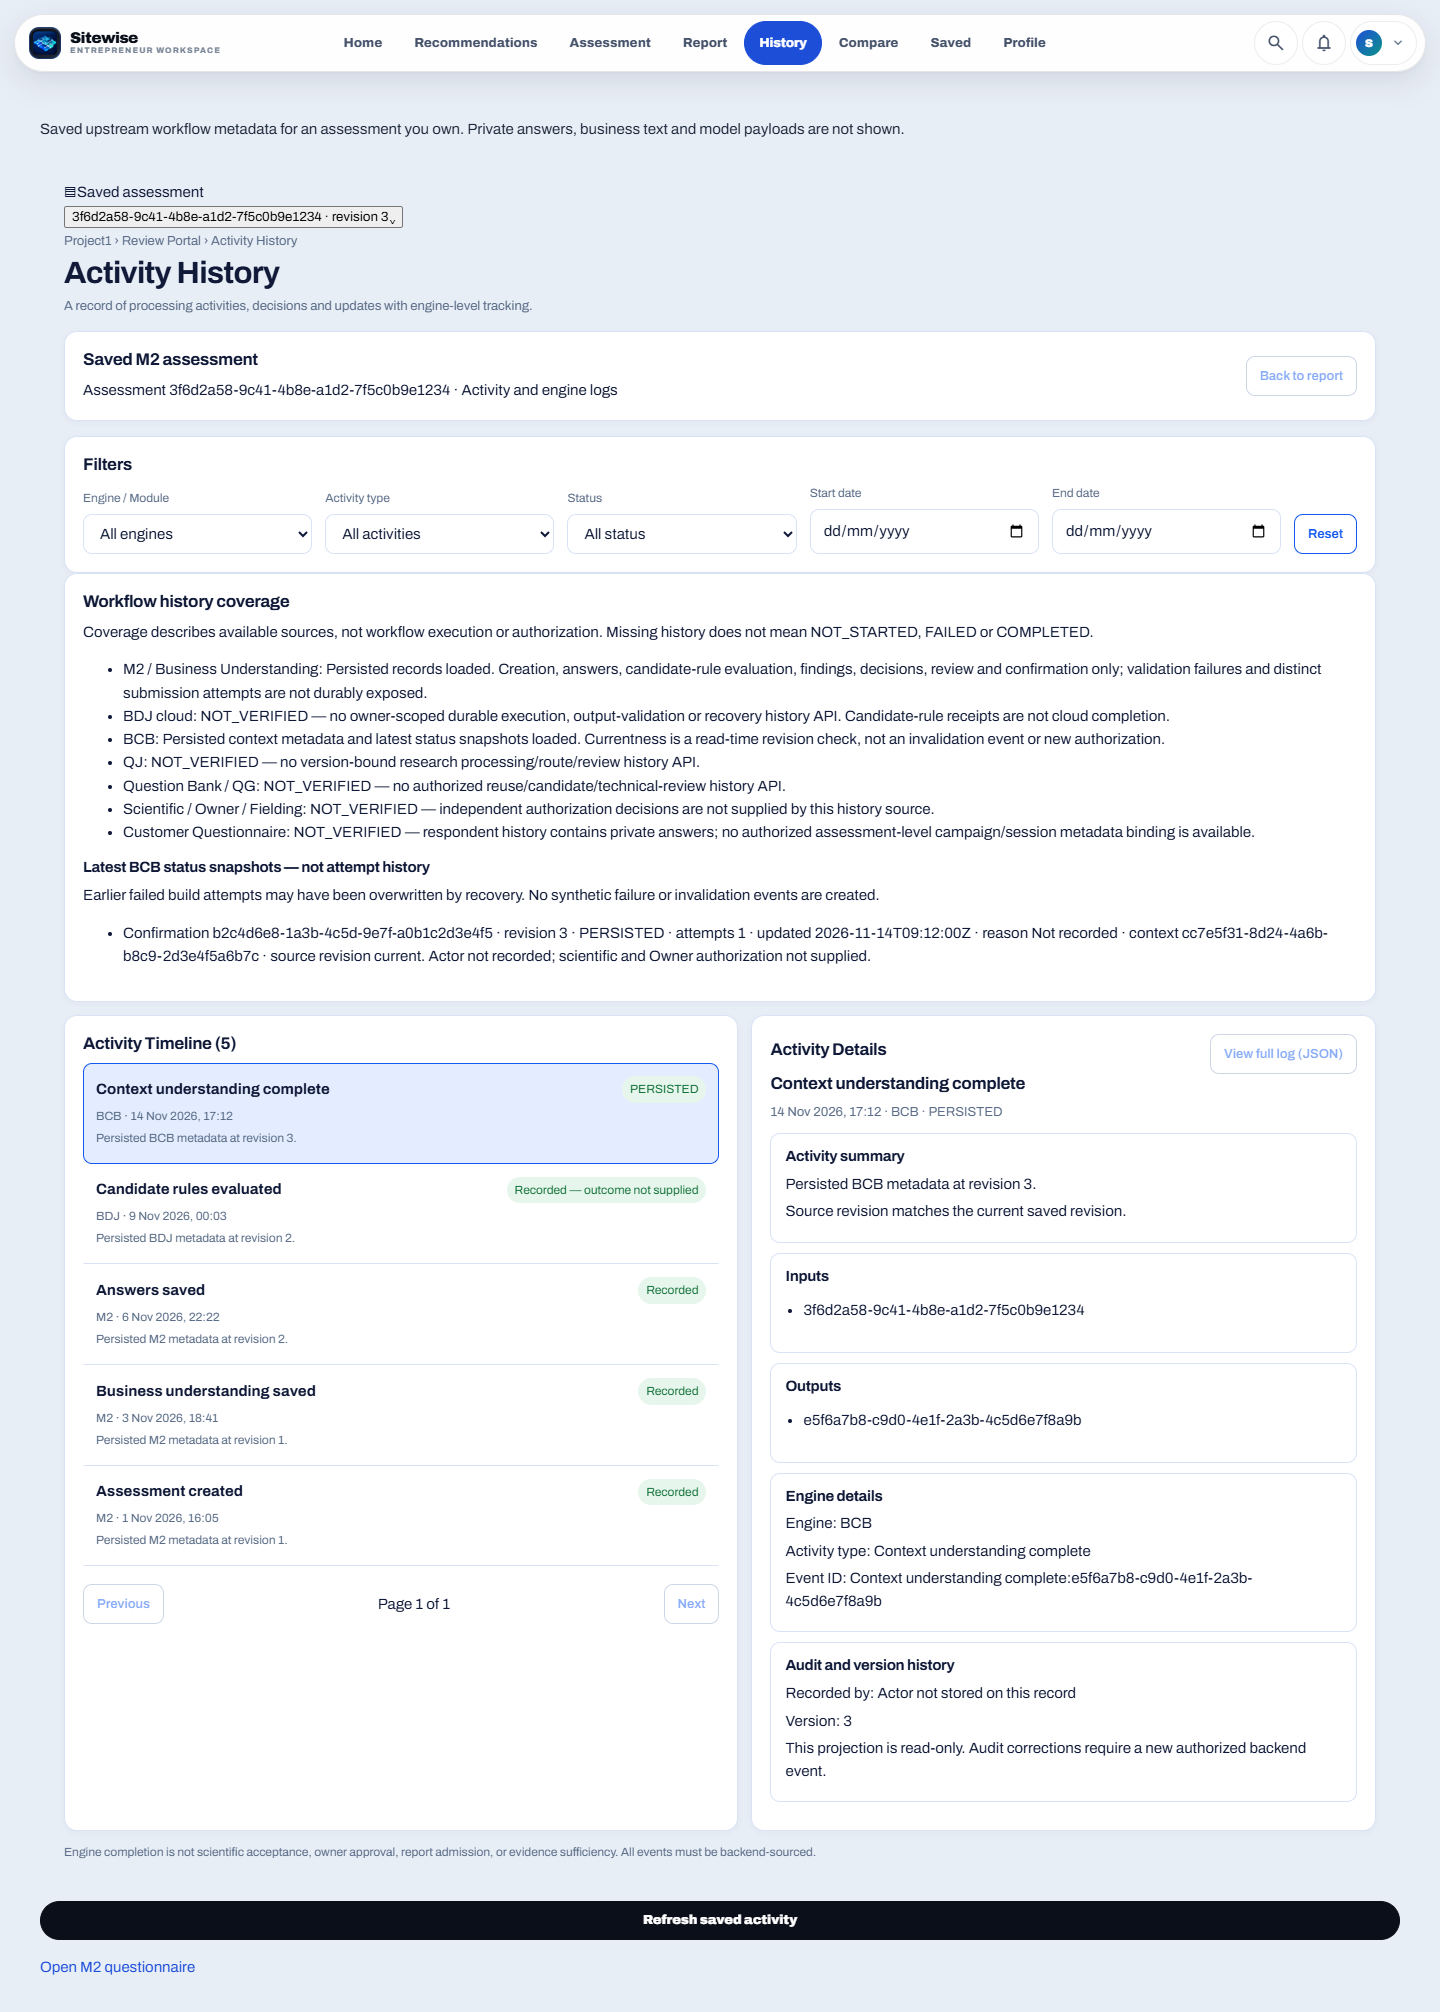 Sitewise
ENTREPRENEUR WORKSPACE
Home
Recommendations
Assessment
Report
History
Compare
Saved
Profile
S
Saved upstream workflow metadata for an assessment you own. Private answers, business text and model payloads are not shown.
Saved assessment
3f6d2a58-9c41-4b8e-a1d2-7f5c0b9e1234 · revision 3
Project1 › Review Portal › Activity History
Activity History
A record of processing activities, decisions and updates with engine-level tracking.
Saved M2 assessment
Assessment 3f6d2a58-9c41-4b8e-a1d2-7f5c0b9e1234 · Activity and engine logs
Back to report
Filters
Engine / Module
Activity type
Status
Start date
End date
All engines
All activities
All status
dd/mm/yyyy
dd/mm/yyyy
Reset
Workflow history coverage
Coverage describes available sources, not workflow execution or authorization. Missing history does not mean NOT_STARTED, FAILED or COMPLETED.
• M2 / Business Understanding: Persisted records loaded. Creation, answers, candidate-rule evaluation, findings, decisions, review and confirmation only; validation failures and distinct
submission attempts are not durably exposed.
• BDJ cloud: NOT_VERIFIED — no owner-scoped durable execution, output-validation or recovery history API. Candidate-rule receipts are not cloud completion.
• BCB: Persisted context metadata and latest status snapshots loaded. Currentness is a read-time revision check, not an invalidation event or new authorization.
• QJ: NOT_VERIFIED — no version-bound research processing/route/review history API.
• Question Bank / QG: NOT_VERIFIED — no authorized reuse/candidate/technical-review history API.
• Scientific / Owner / Fielding: NOT_VERIFIED — independent authorization decisions are not supplied by this history source.
• Customer Questionnaire: NOT_VERIFIED — respondent history contains private answers; no authorized assessment-level campaign/session metadata binding is available.
Latest BCB status snapshots — not attempt history
Earlier failed build attempts may have been overwritten by recovery. No synthetic failure or invalidation events are created.
• Confirmation b2c4d6e8-1a3b-4c5d-9e7f-a0b1c2d3e4f5 · revision 3 · PERSISTED · attempts 1 · updated 2026-11-14T09:12:00Z · reason Not recorded · context cc7e5f31-8d24-4a6b-
b8c9-2d3e4f5a6b7c · source revision current. Actor not recorded; scientific and Owner authorization not supplied.
Activity Timeline (5)
Context understanding complete
PERSISTED
BCB · 14 Nov 2026, 17:12
Persisted BCB metadata at revision 3.
Candidate rules evaluated
Recorded — outcome not supplied
BDJ · 9 Nov 2026, 00:03
Persisted BDJ metadata at revision 2.
Answers saved
Recorded
M2 · 6 Nov 2026, 22:22
Persisted M2 metadata at revision 2.
Business understanding saved
Recorded
M2 · 3 Nov 2026, 18:41
Persisted M2 metadata at revision 1.
Assessment created
Recorded
M2 · 1 Nov 2026, 16:05
Persisted M2 metadata at revision 1.
Previous
Page 1 of 1
Next
Activity Details
View full log (JSON)
Context understanding complete
14 Nov 2026, 17:12 · BCB · PERSISTED
Activity summary
Persisted BCB metadata at revision 3.
Source revision matches the current saved revision.
Inputs
• 3f6d2a58-9c41-4b8e-a1d2-7f5c0b9e1234
Outputs
• e5f6a7b8-c9d0-4e1f-2a3b-4c5d6e7f8a9b
Engine details
Engine: BCB
Activity type: Context understanding complete
Event ID: Context understanding complete:e5f6a7b8-c9d0-4e1f-2a3b-
4c5d6e7f8a9b
Audit and version history
Recorded by: Actor not stored on this record
Version: 3
This projection is read-only. Audit corrections require a new authorized backend
event.
Engine completion is not scientific acceptance, owner approval, report admission, or evidence sufficiency. All events must be backend-sourced.
Refresh saved activity
Open M2 questionnaire